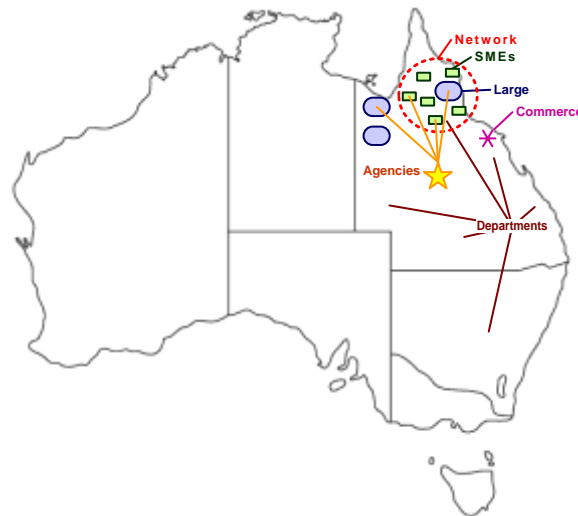 Network
SMEs
Large
Commerce
Agencies
Departments